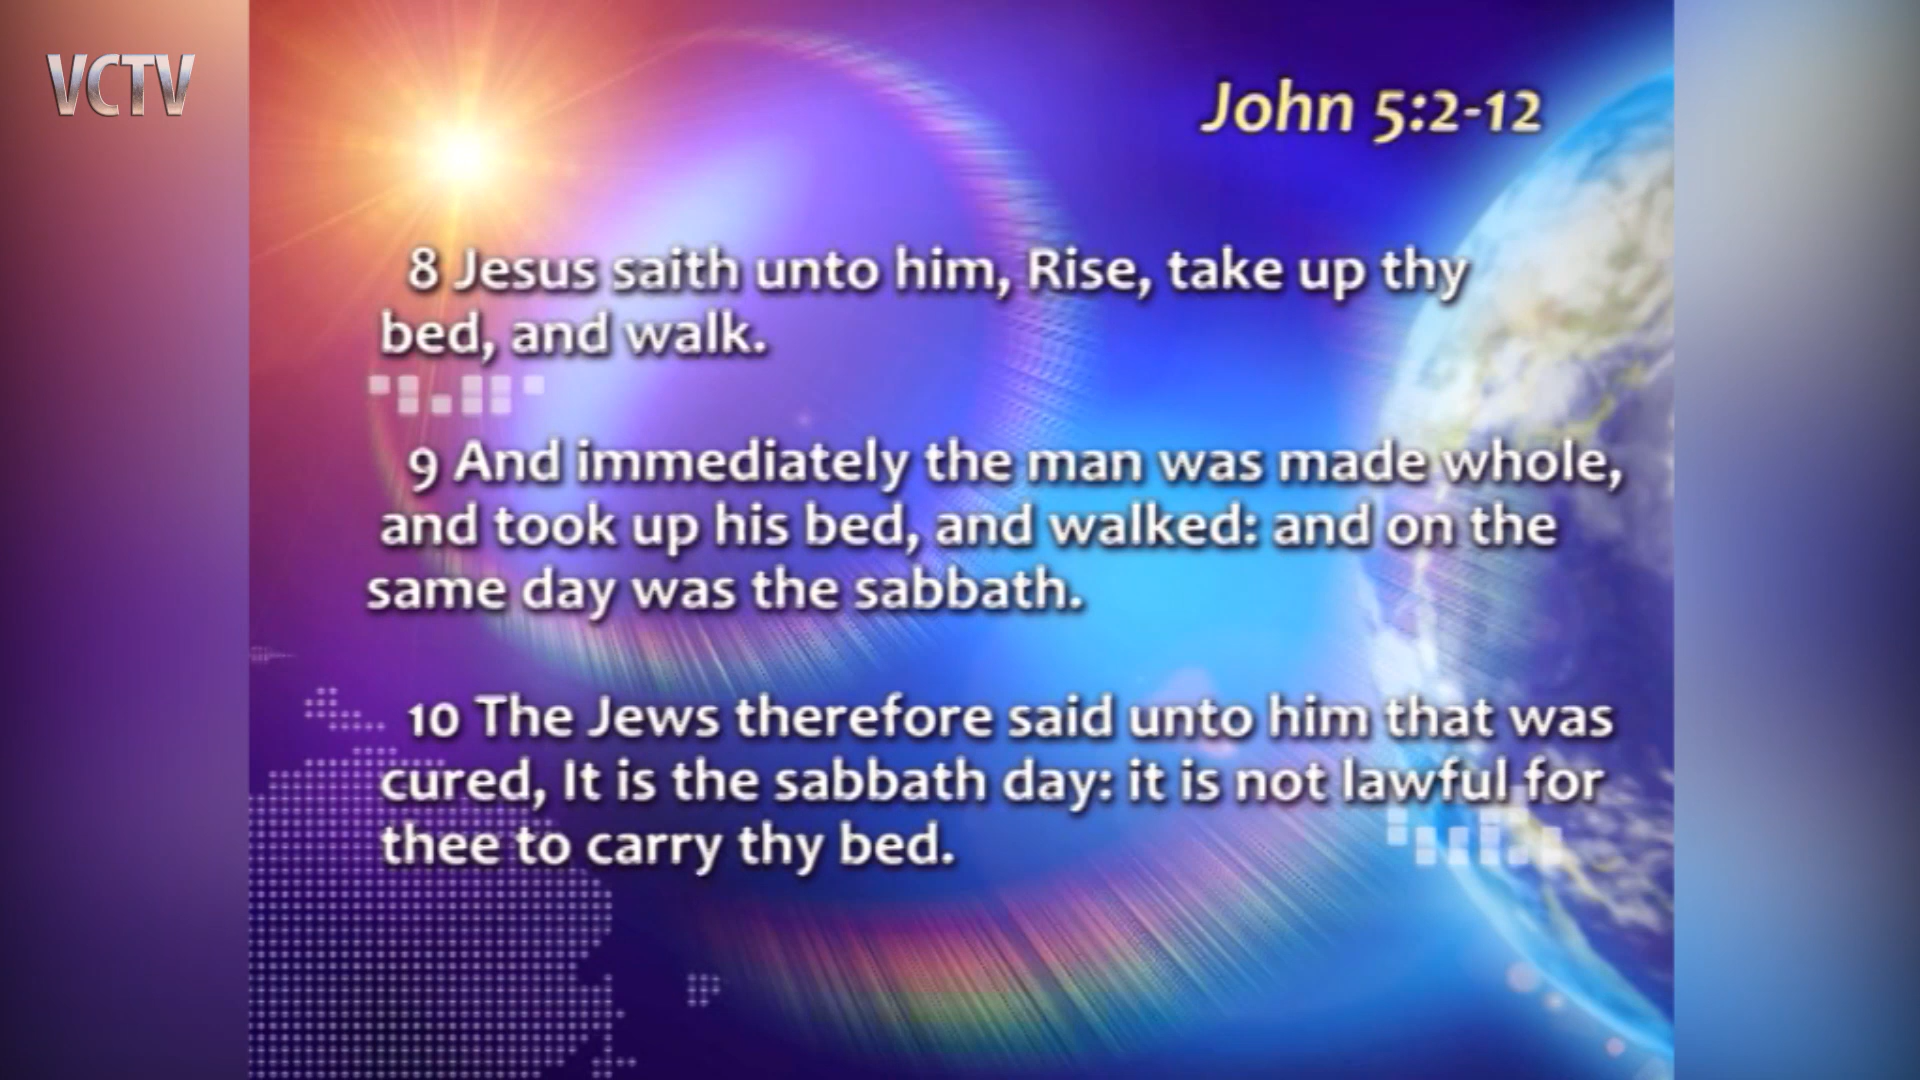 VCTV
John 5:2-12
8 Jesus saith unto him, Rise, take up thy
bed, and walk.
9 And immediately the man was made whole,
and took up his bed, and walked: and on the
same day was the sabbath.
10 The Jews therefore said unto him that was
cured, It is the sabbath day: it is not lawful for
thee to carry thy bed.